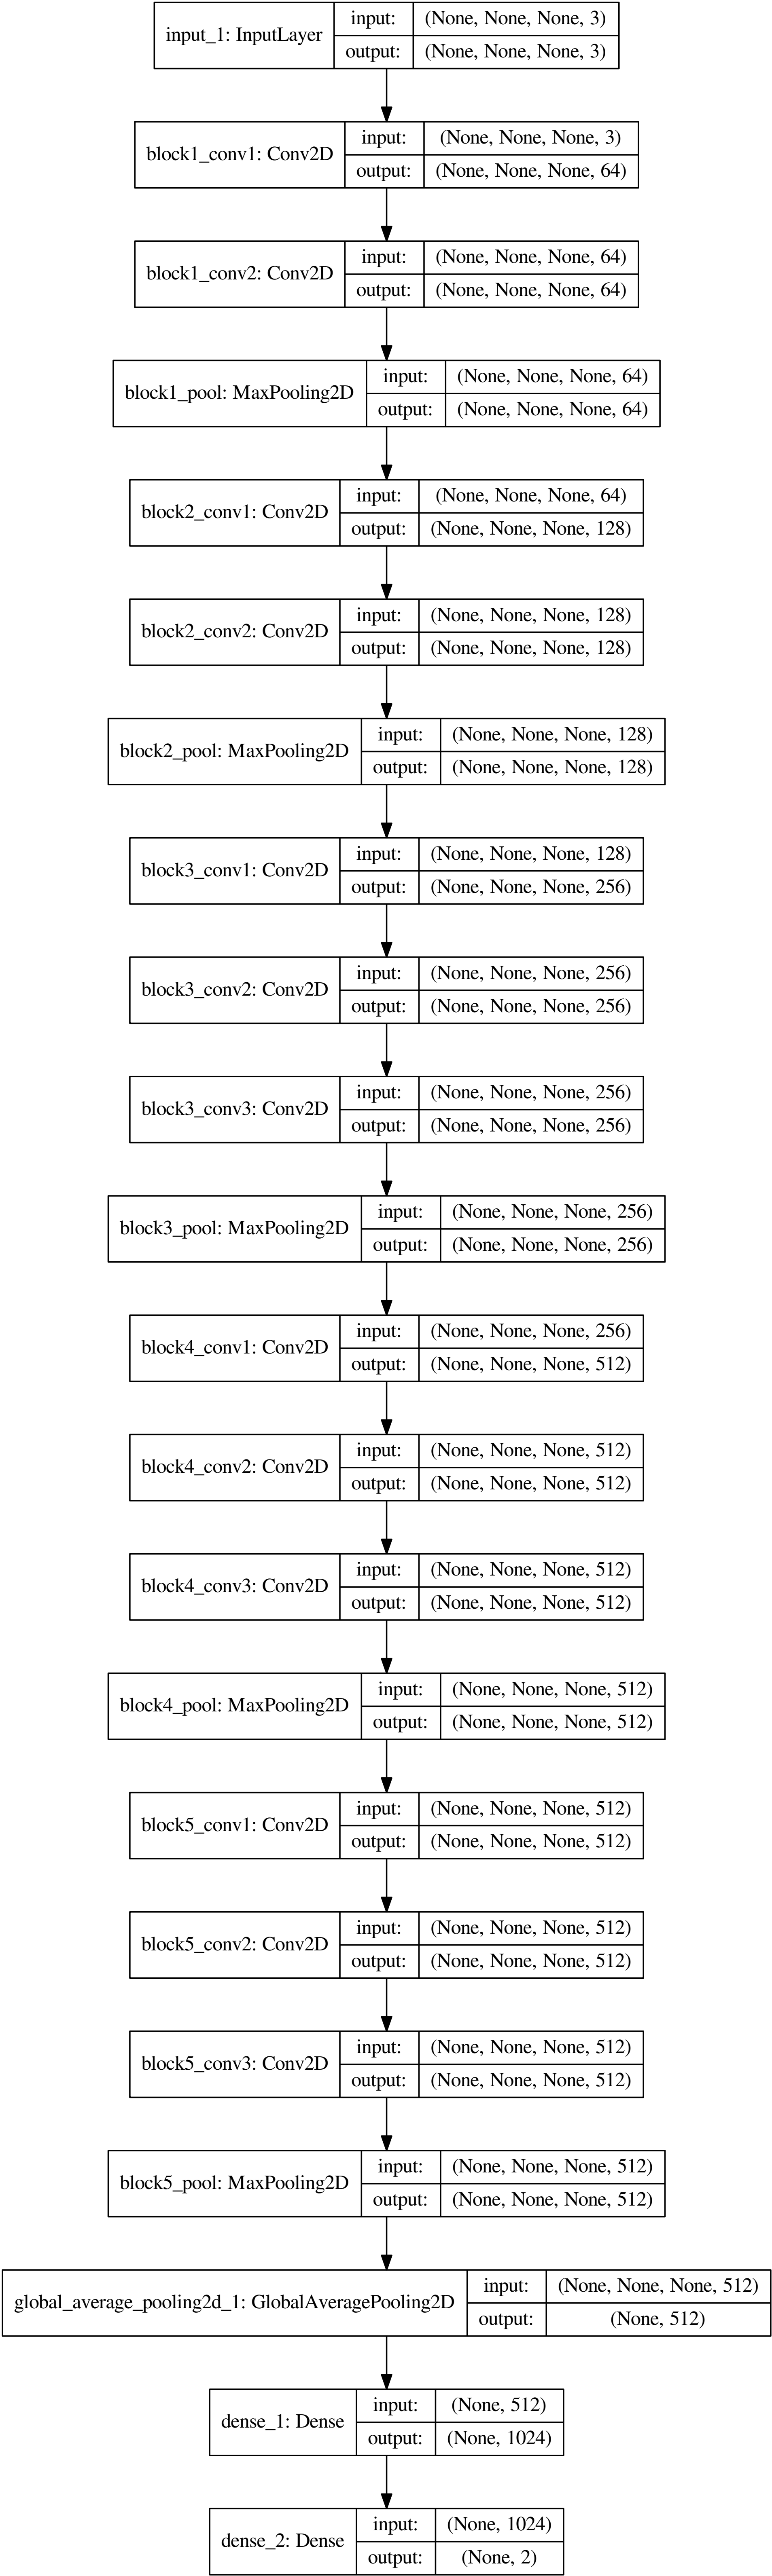 input_1: InputLayer
input: (None, None, None, 3)
output: (None, None, None, 3)
block1_conv1: Conv2D
input: (None, None, None, 3)
output: (None, None, None, 64)
block1_conv2: Conv2D
input: (None, None, None, 64)
output: (None, None, None, 64)
block1_pool: MaxPooling2D
input: (None, None, None, 64)
output: (None, None, None, 64)
block2_conv1: Conv2D
input: (None, None, None, 64)
output: (None, None, None, 128)
block2_conv2: Conv2D
input: (None, None, None, 128)
output: (None, None, None, 128)
block2_pool: MaxPooling2D
input: (None, None, None, 128)
output: (None, None, None, 128)
block3_conv1: Conv2D
input: (None, None, None, 128)
output: (None, None, None, 256)
block3_conv2: Conv2D
input: (None, None, None, 256)
output: (None, None, None, 256)
block3_conv3: Conv2D
input: (None, None, None, 256)
output: (None, None, None, 256)
block3_pool: MaxPooling2D
input: (None, None, None, 256)
output: (None, None, None, 256)
block4_conv1: Conv2D
input: (None, None, None, 256)
output: (None, None, None, 512)
block4_conv2: Conv2D
input: (None, None, None, 512)
output: (None, None, None, 512)
block4_conv3: Conv2D
input: (None, None, None, 512)
output: (None, None, None, 512)
block4_pool: MaxPooling2D
input: (None, None, None, 512)
output: (None, None, None, 512)
block5_conv1: Conv2D
input: (None, None, None, 512)
output: (None, None, None, 512)
block5_conv2: Conv2D
input: (None, None, None, 512)
output: (None, None, None, 512)
block5_conv3: Conv2D
input: (None, None, None, 512)
output: (None, None, None, 512)
block5_pool: MaxPooling2D
input: (None, None, None, 512)
output: (None, None, None, 512)
global_average_pooling2d_1: GlobalAveragePooling2D
input: (None, None, None, 512)
output: (None, 512)
dense_1: Dense
input: (None, 512)
output: (None, 1024)
dense_2: Dense
input: (None, 1024)
output: (None, 2)